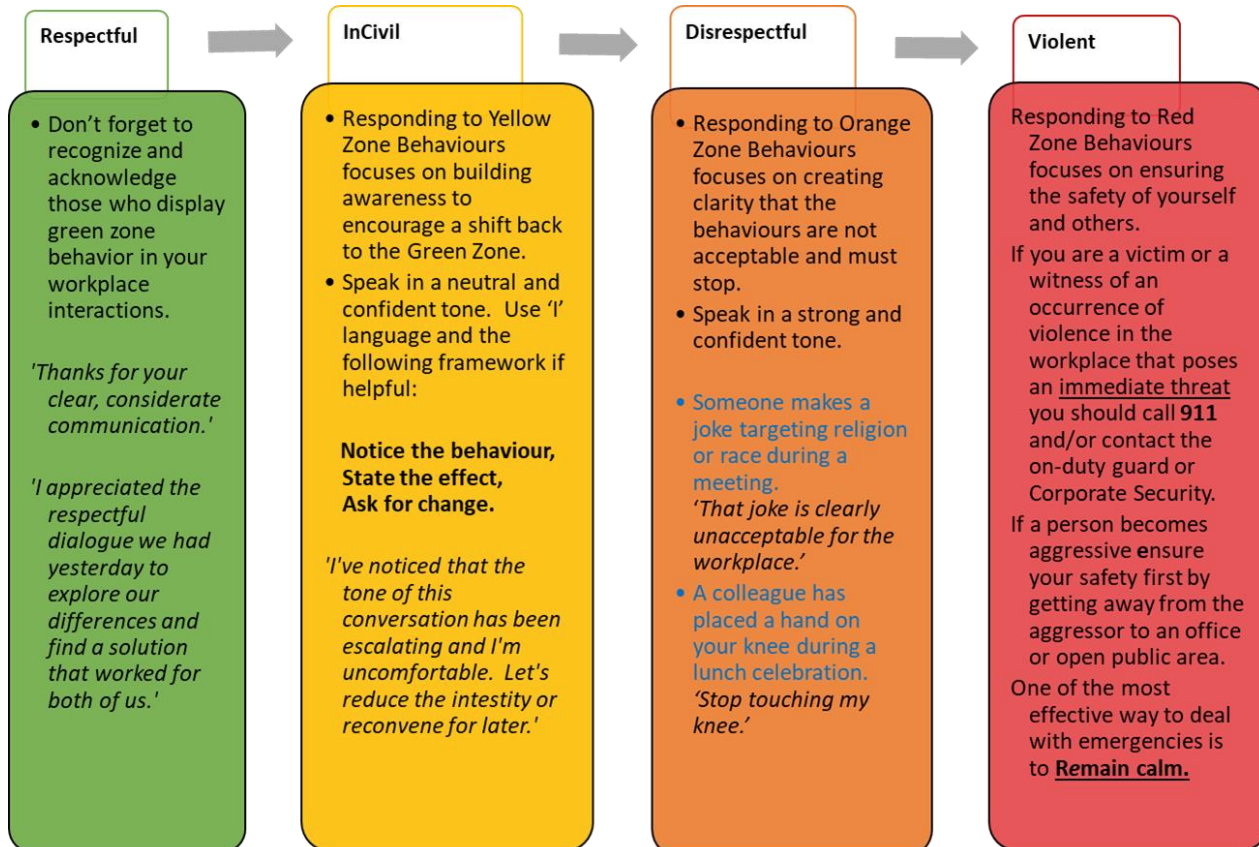 Respectful
InCivil
Disrespectful
Violent
• Don't forget to
recognize and
acknowledge
those who display
green zone
behavior in your
workplace
interactions.
'Thanks for your
clear, considerate
communication.'
'I appreciated the
respectful
dialogue we had
yesterday to
explore our
differences and
find a solution
that worked for
both of us.'
• Responding to Yellow
Zone Behaviours
focuses on building
awareness to
encourage a shift back
to the Green Zone.
• Speak in a neutral and
confident tone.  Use ‘I’
language and the
following framework if
helpful:
Notice the behaviour,
State the effect,
Ask for change.
'I've noticed that the
tone of this
conversation has been
escalating and I'm
uncomfortable.  Let's
reduce the intestity or
reconvene for later.'
• Responding to Orange
Zone Behaviours
focuses on creating
clarity that the
behaviours are not
acceptable and must
stop.
• Speak in a strong and
confident tone.
• Someone makes a
joke targeting religion
or race during a
meeting.
‘That joke is clearly
unacceptable for the
workplace.’
• A colleague has
placed a hand on
your knee during a
lunch celebration.
‘Stop touching my
knee.’
Responding to Red
Zone Behaviours
focuses on ensuring
the safety of yourself
and others.
If you are a victim or a
witness of an
occurrence of
violence in the
workplace that poses
an immediate threat
you should call 911
and/or contact the
on-duty guard or
Corporate Security.
If a person becomes
aggressive ensure
your safety first by
getting away from the
aggressor to an office
or open public area.
One of the most
effective way to deal
with emergencies is
to Remain calm.